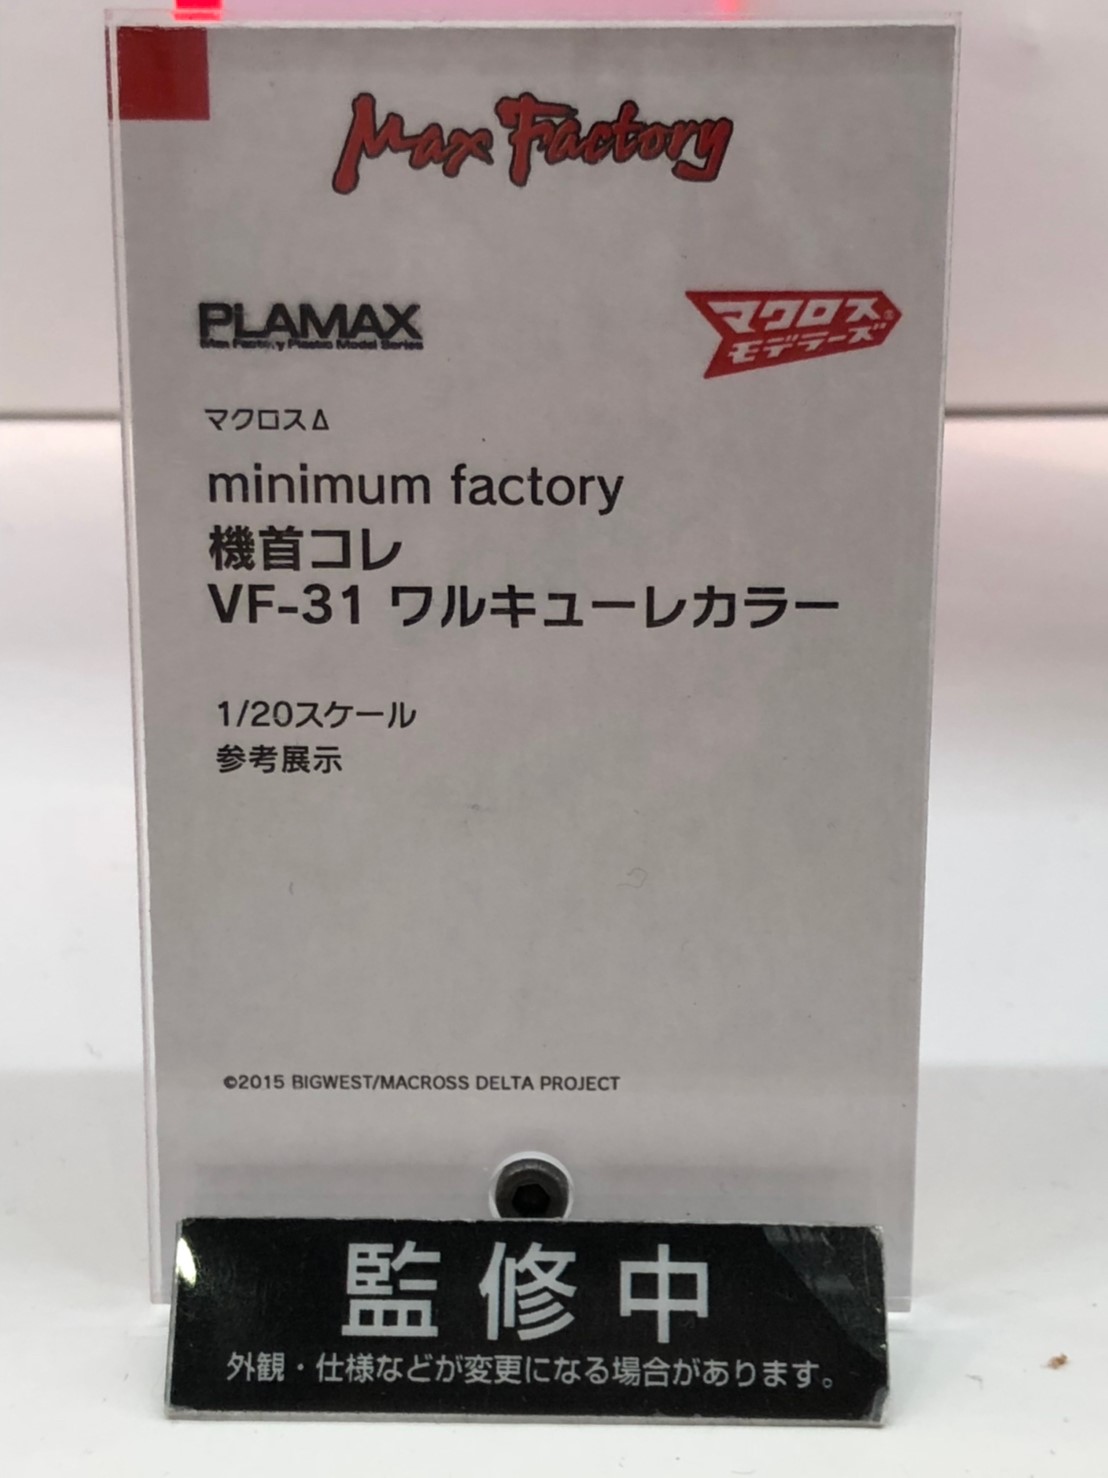 Max Factory
PLAMAX
Max Factory Plastic Model Series
マクロス
モデラーズ
マクロスΔ
minimum factory
機首コレ
VF-31 ワルキューレカラー
1/20スケール
参考展示
©2015 BIGWEST/MACROSS DELTA PROJECT
監修中
外観・仕様などが変更になる場合があります。